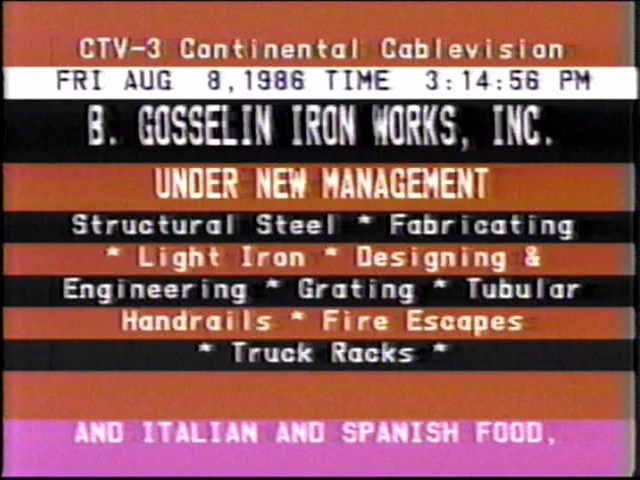 CTV-3 Continental Cablevision
FRI AUG 8,1986 TIME 3:14:56 PM
B. GOSSELIN IRON WORKS, INC.
UNDER NEW MANAGEMENT
Structural Steel * Fabricating
* Light Iron * Designing &
Engineering * Grating * Tubular
Handrails * Fire Escapes
* Truck Racks *
AND ITALIAN AND SPANISH FOOD,